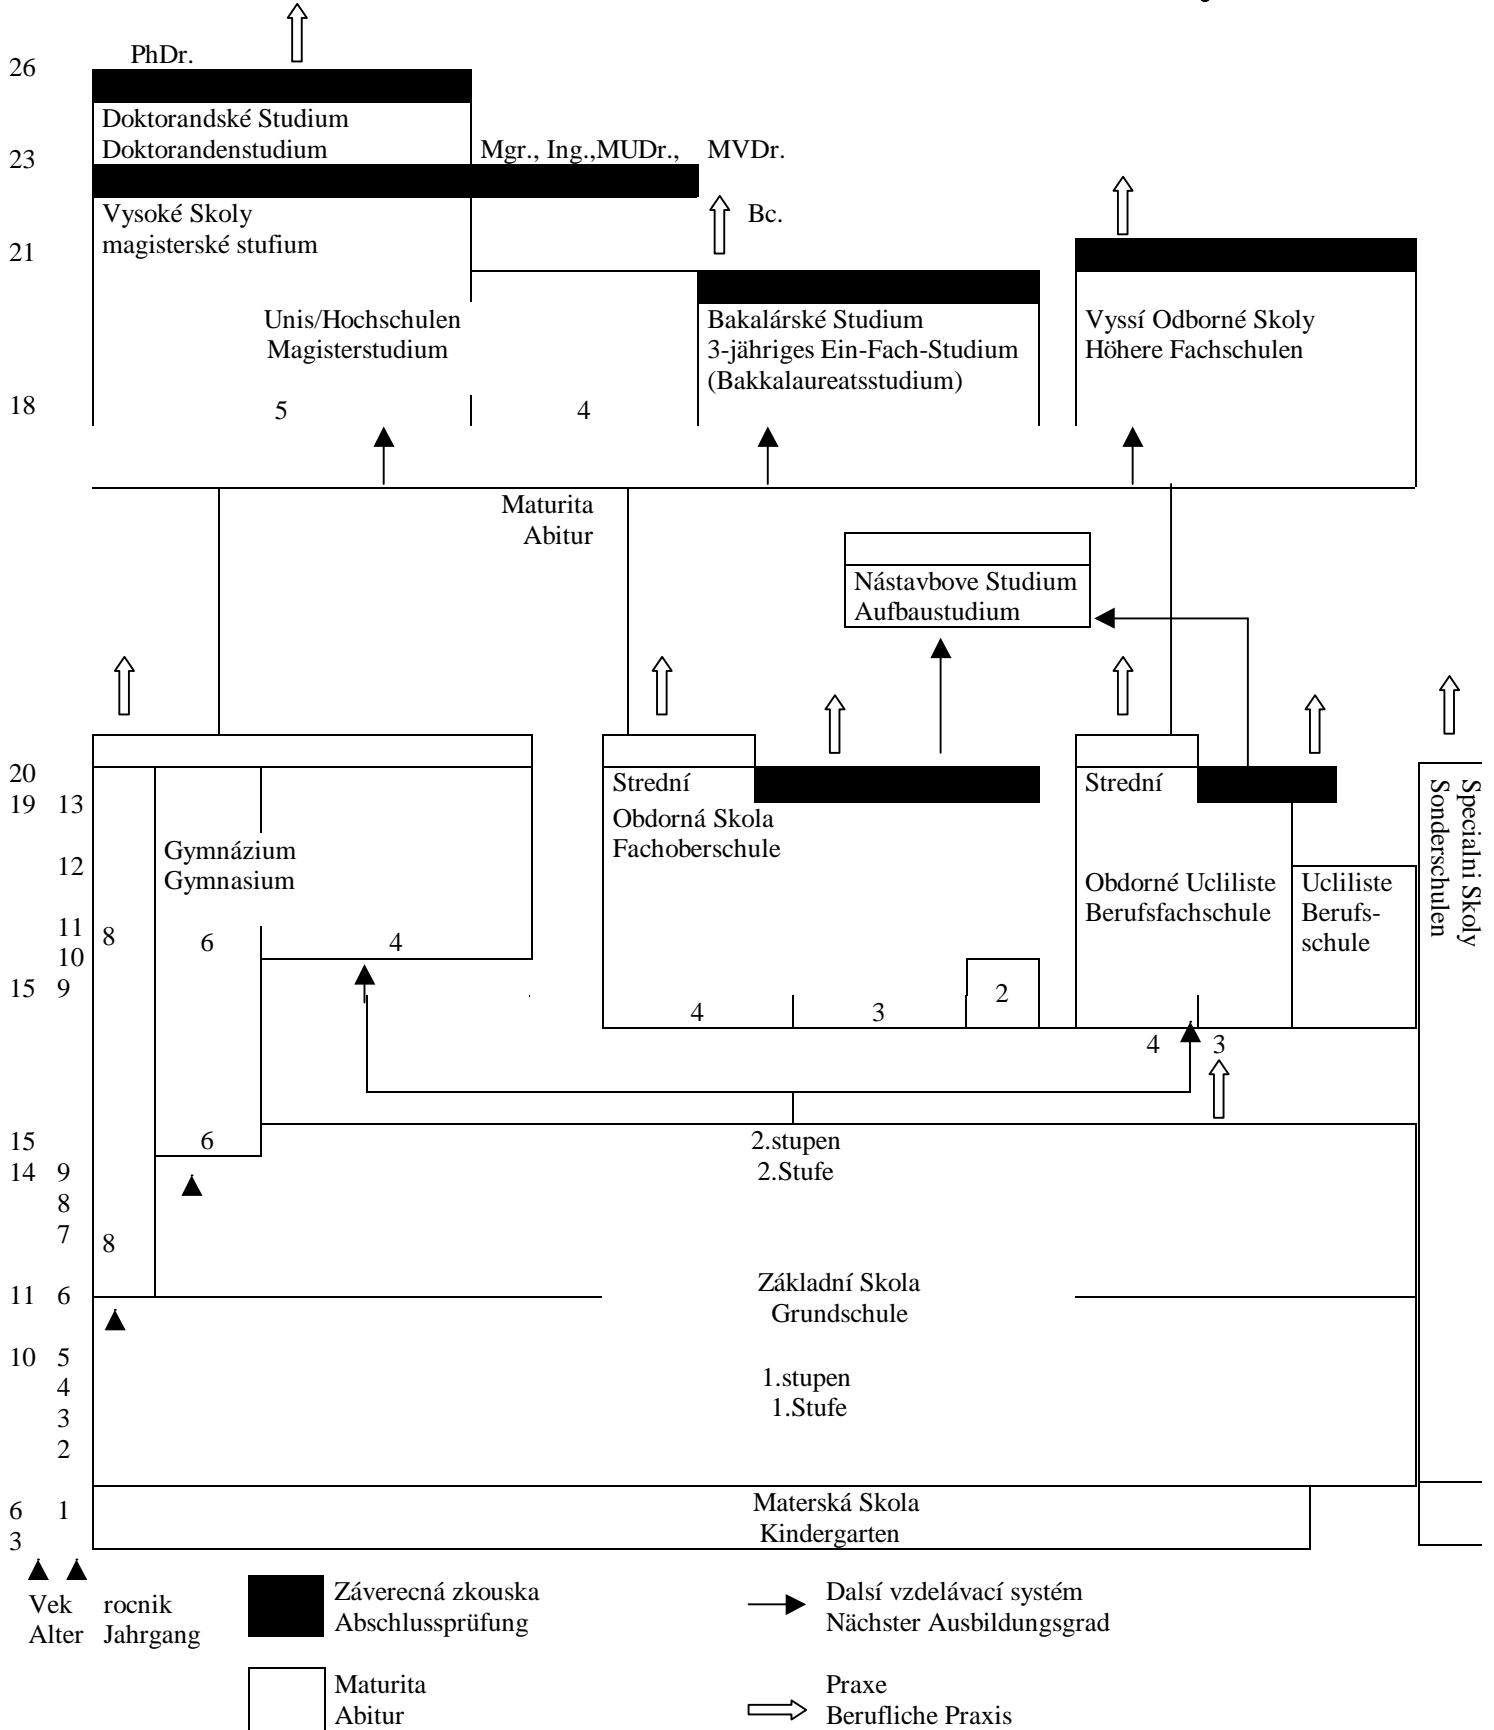 PhDr.
26
Doktorandské Studium
Doktorandenstudium
23
Mgr., Ing.,MUDr., MVDr.
Vysoké Skoly
magisterské stufium
Bc.
21
Unis/Hochschulen
Magisterstudium
Bakalárské Studium
3-jähriges Ein-Fach-Studium
(Bakkalaureatsstudium)
Vyssí Odborné Skoly
Höhere Fachschulen
18
5
4
Maturita
Abitur
Nástavbove Studium
Aufbaustudium
20
19 13
12
11
10
15 9
Gymnázium
Gymnasium
8
6
4
Strední
Obdorná Skola
Fachoberschule
4
3
2
Strední
Obdorné Ucliliste
Berufsfachschule
Ucliliste
Berufs-
schule
4
3
Specialni Skoly
Sonderschulen
15
14 9
8
7
6
8
2.stupen
2.Stufe
11 6
Základní Skola
Grundschule
10 5
4
3
2
1.stupen
1.Stufe
6 1
3
Materská Skola
Kindergarten
Vek rocnik
Alter Jahrgang
Záverecná zkouska
Abschlussprüfung
Dalsí vzdelávací systém
Nächster Ausbildungsgrad
Maturita
Abitur
Praxe
Berufliche Praxis